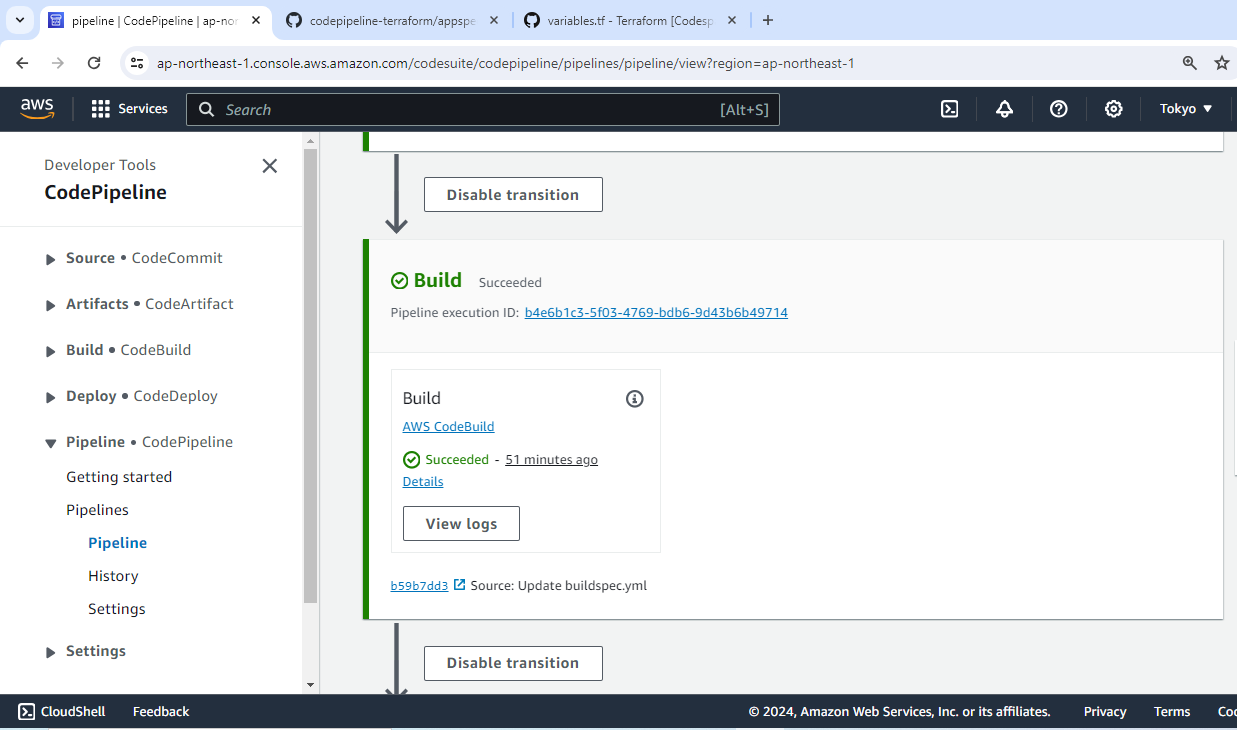 pipeline | CodePipeline | ap-nor
codepipeline-terraform/appspe
variables.tf - Terraform [Codesp
ap-northeast-1.console.aws.amazon.com/codesuite/codepipeline/pipelines/pipeline/view?region=ap-northeast-1
aws
Services
Search
[Alt+S]
Tokyo
Developer Tools
CodePipeline
Source • CodeCommit
Artifacts • CodeArtifact
Build • CodeBuild
Deploy • CodeDeploy
Pipeline • CodePipeline
Getting started
Pipelines
Pipeline
History
Settings
Settings
Disable transition
Build Succeeded
Pipeline execution ID: b4e6b1c3-5f03-4769-bdb6-9d43b6b49714
Build
AWS CodeBuild
Succeeded - 51 minutes ago
Details
View logs
b59b7dd3 Source: Update buildspec.yml
Disable transition
CloudShell
Feedback
© 2024, Amazon Web Services, Inc. or its affiliates.
Privacy
Terms
Coo